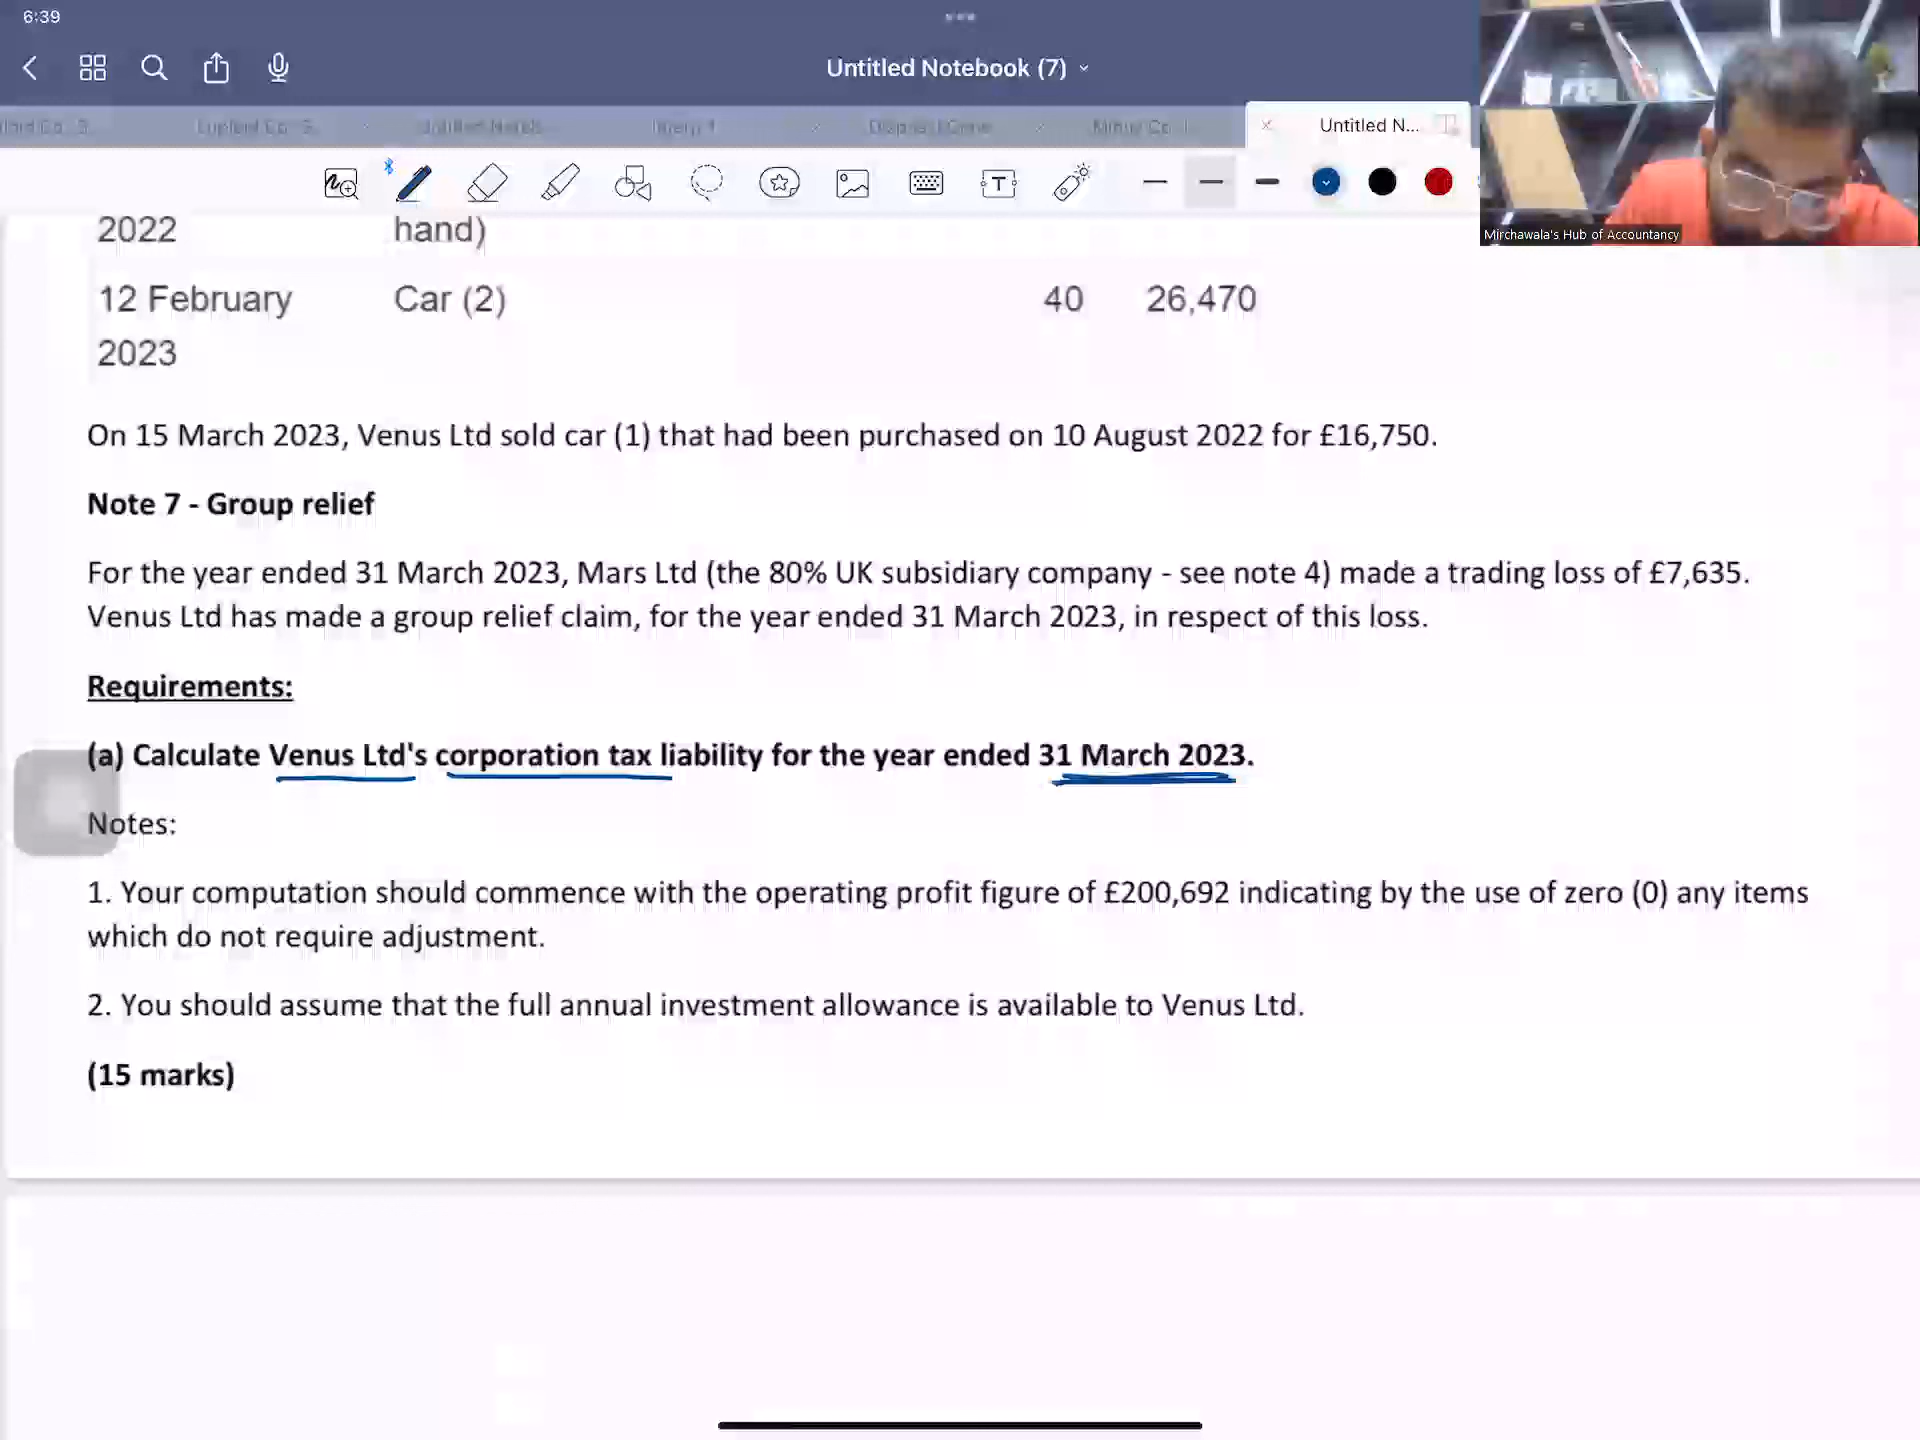 6:39
Untitled Notebook (7)
Untitled N...
Mirchawala's Hub of Accountancy
2022 hand)
12 February Car (2) 40 26,470
2023
On 15 March 2023, Venus Ltd sold car (1) that had been purchased on 10 August 2022 for £16,750.
Note 7 - Group relief
For the year ended 31 March 2023, Mars Ltd (the 80% UK subsidiary company - see note 4) made a trading loss of £7,635.
Venus Ltd has made a group relief claim, for the year ended 31 March 2023, in respect of this loss.
Requirements:
(a) Calculate Venus Ltd's corporation tax liability for the year ended 31 March 2023.
Notes:
1. Your computation should commence with the operating profit figure of £200,692 indicating by the use of zero (0) any items
which do not require adjustment.
2. You should assume that the full annual investment allowance is available to Venus Ltd.
(15 marks)